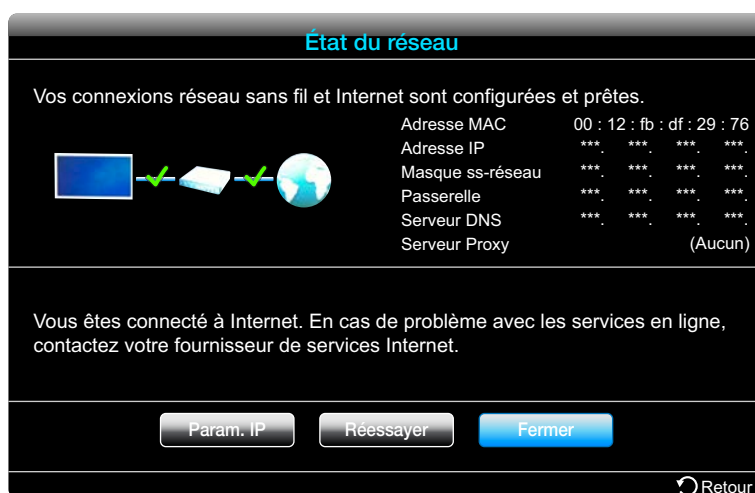 État du réseau
Vos connexions réseau sans fil et Internet sont configurées et prêtes.
Adresse MAC 00 : 12 : fb : df : 29 : 76
Adresse IP ***. ***. ***. ***.
Masque ss-réseau ***. ***. ***. ***.
Passerelle ***. ***. ***. ***.
Serveur DNS ***. ***. ***. ***.
Serveur Proxy (Aucun)
Vous êtes connecté à Internet. En cas de problème avec les services en ligne,
contactez votre fournisseur de services Internet.
Param. IP Réessayer Fermer
Retour